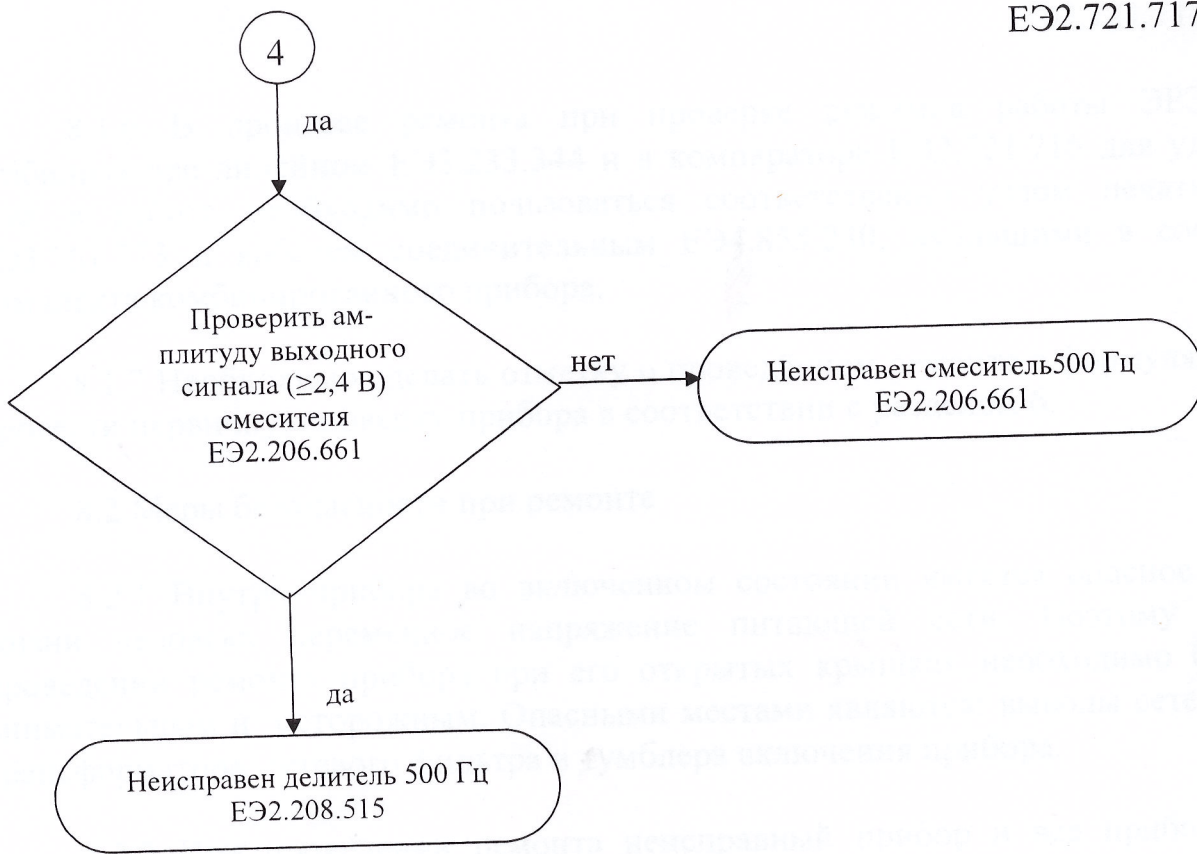 ЕЭ2.721.717
4
да
Проверить ам-
плитуду выходного
сигнала (≥2,4 В)
смесителя
ЕЭ2.206.661
нет
Неисправен смеситель500 Гц
ЕЭ2.206.661
да
Неисправен делитель 500 Гц
ЕЭ2.208.515